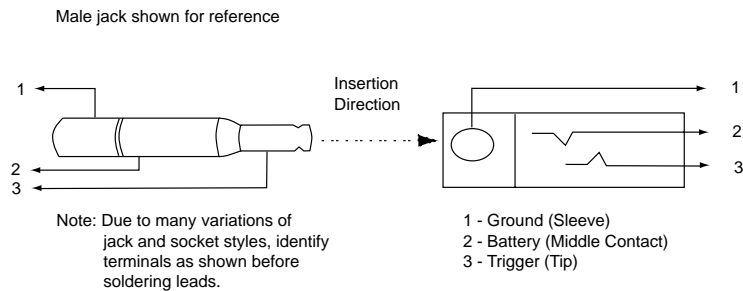 Male jack shown for reference
1
2
3
Insertion
Direction
1
2
3
Note: Due to many variations of
jack and socket styles, identify
terminals as shown before
soldering leads.
1 - Ground (Sleeve)
2 - Battery (Middle Contact)
3 - Trigger (Tip)